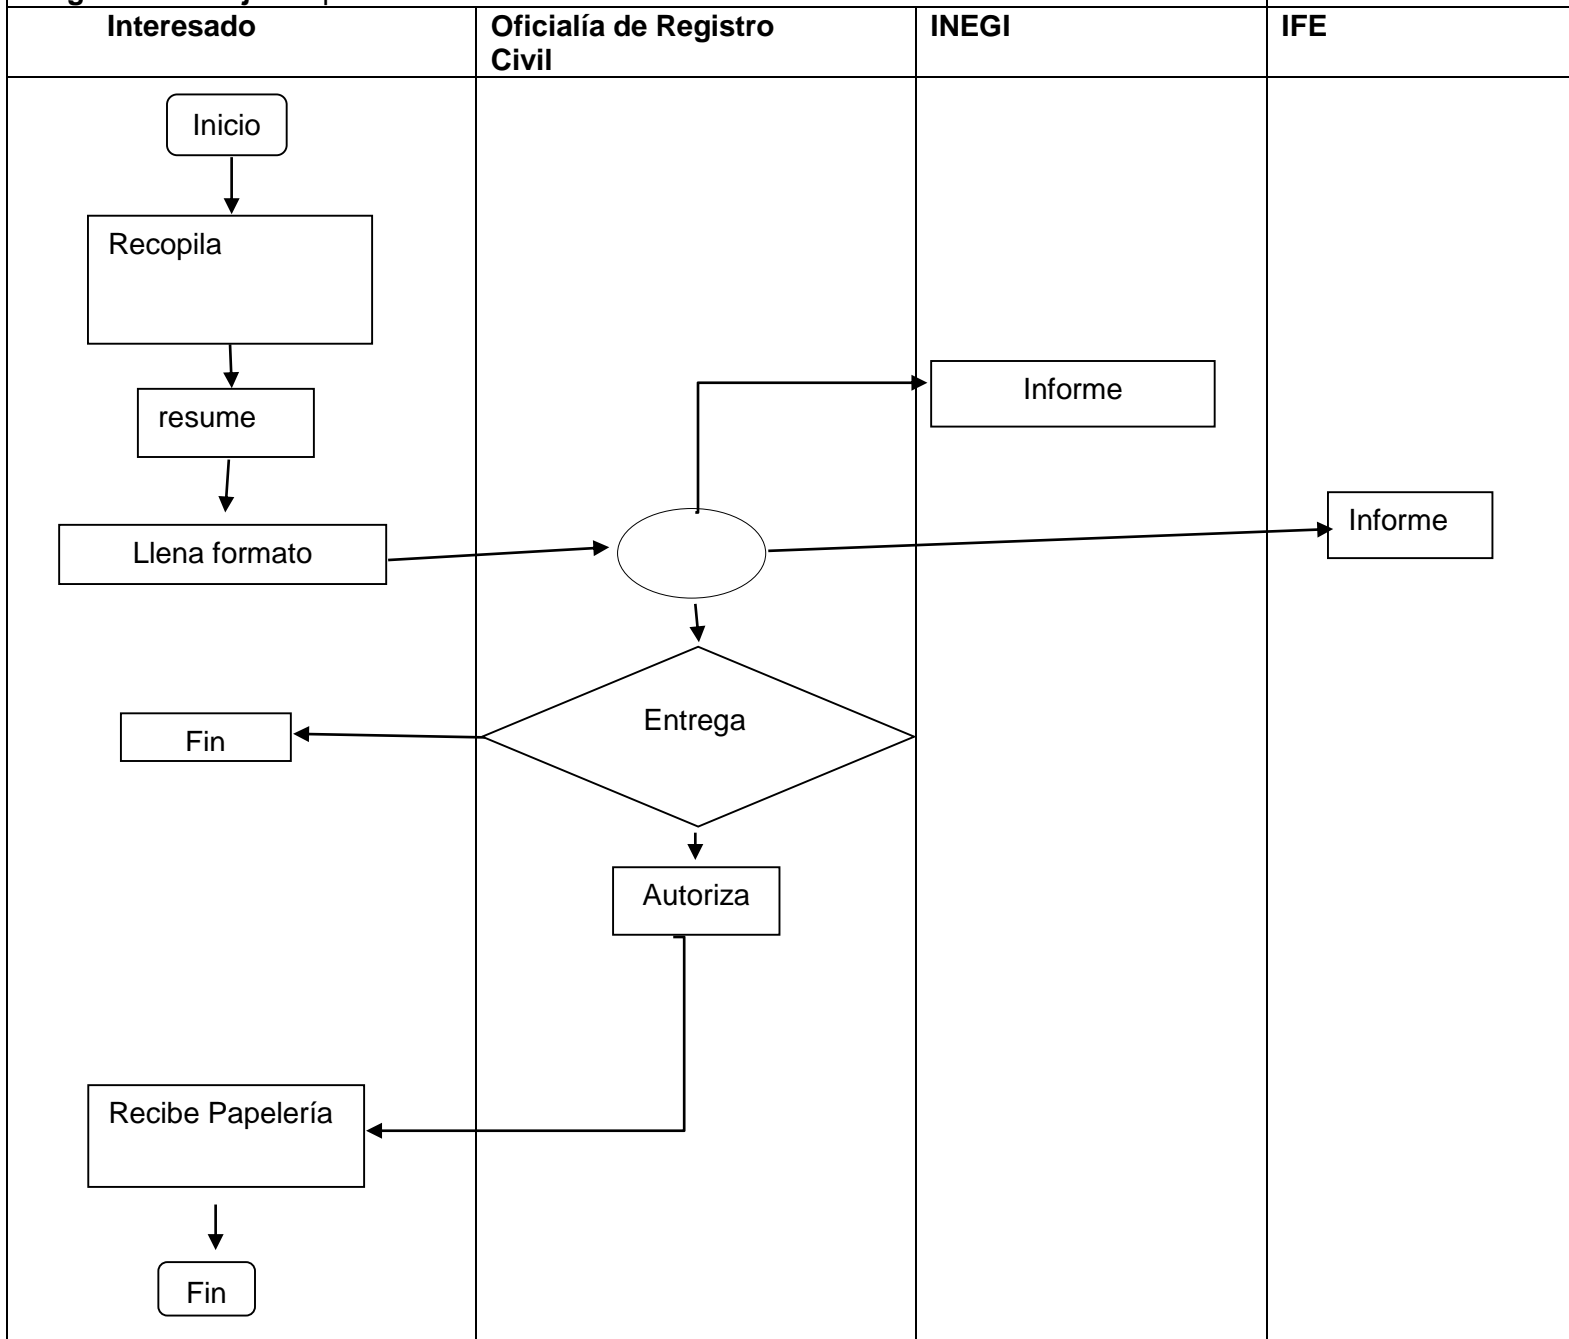 Interesado
Oficialía de Registro
Civil
INEGI
IFE
Inicio
Recopila
resume
Llena formato
Informe
Informe
Entrega
Fin
Autoriza
Recibe Papelería
Fin